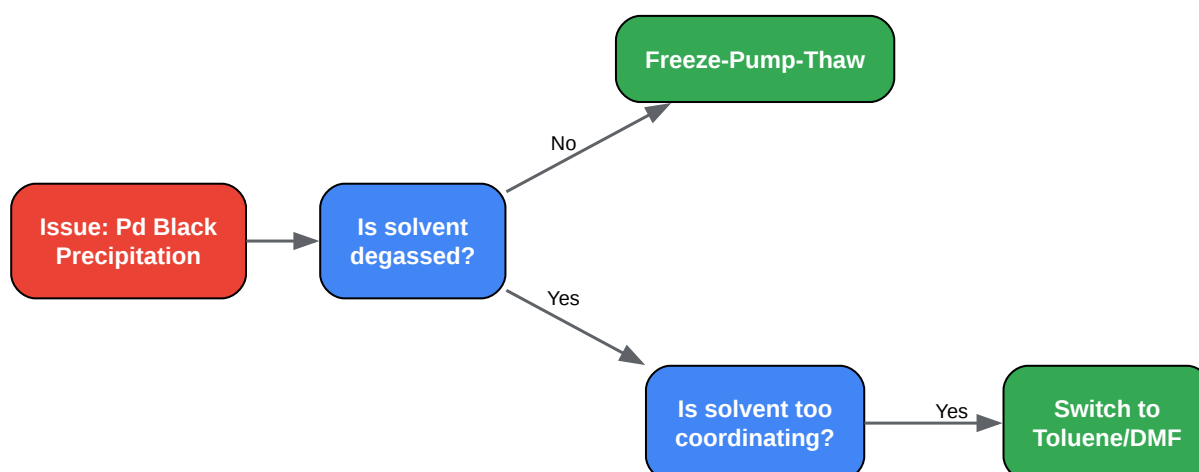 Freeze-Pump-Thaw
No
Issue: Pd Black
Precipitation
Is solvent
degassed?
Yes
Is solvent too
coordinating?
Yes
Switch to
Toluene/DMF